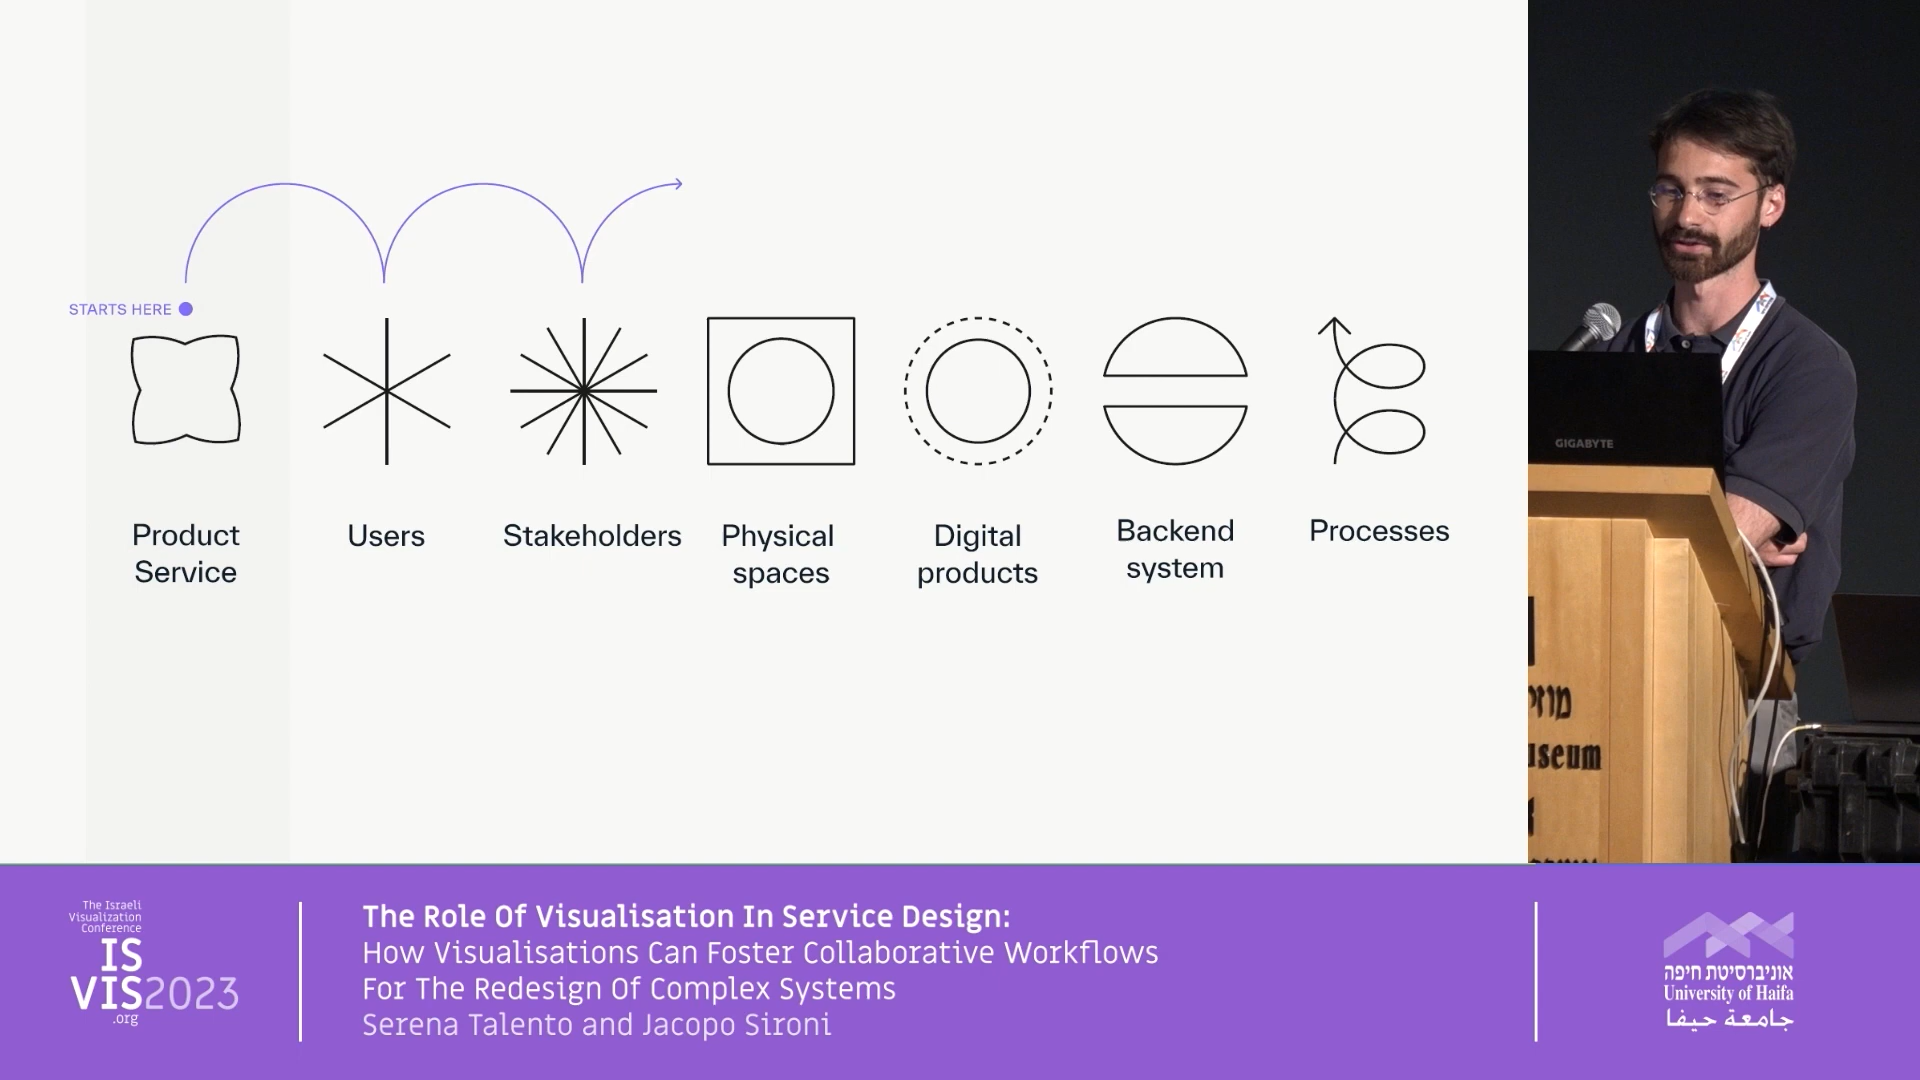 STARTS HERE
Product
Service
Users
Stakeholders
Physical
spaces
Digital
products
Backend
system
Processes
GIGABYTE
The Israeli
Visualization
Conference
IS
VIS2023
.org
The Role Of Visualisation In Service Design:
How Visualisations Can Foster Collaborative Workflows
For The Redesign Of Complex Systems
Serena Talento and Jacopo Sironi
אוניברסיטת חיפה
University of Haifa
جامعة حيفا